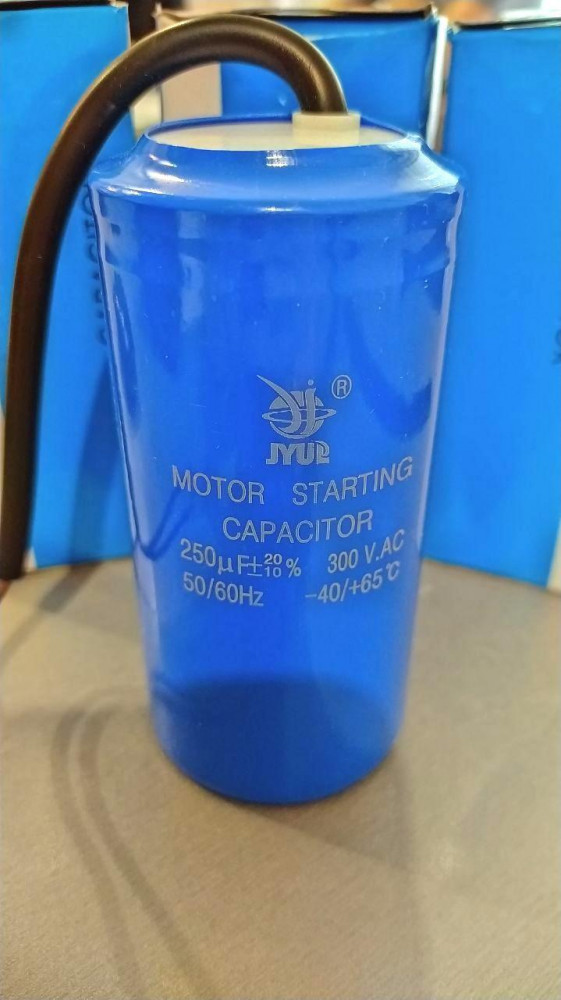 ®
JYUL
MOTOR STARTING
CAPACITOR
250μF±20/10% 300 V.AC
50/60Hz -40/+65℃